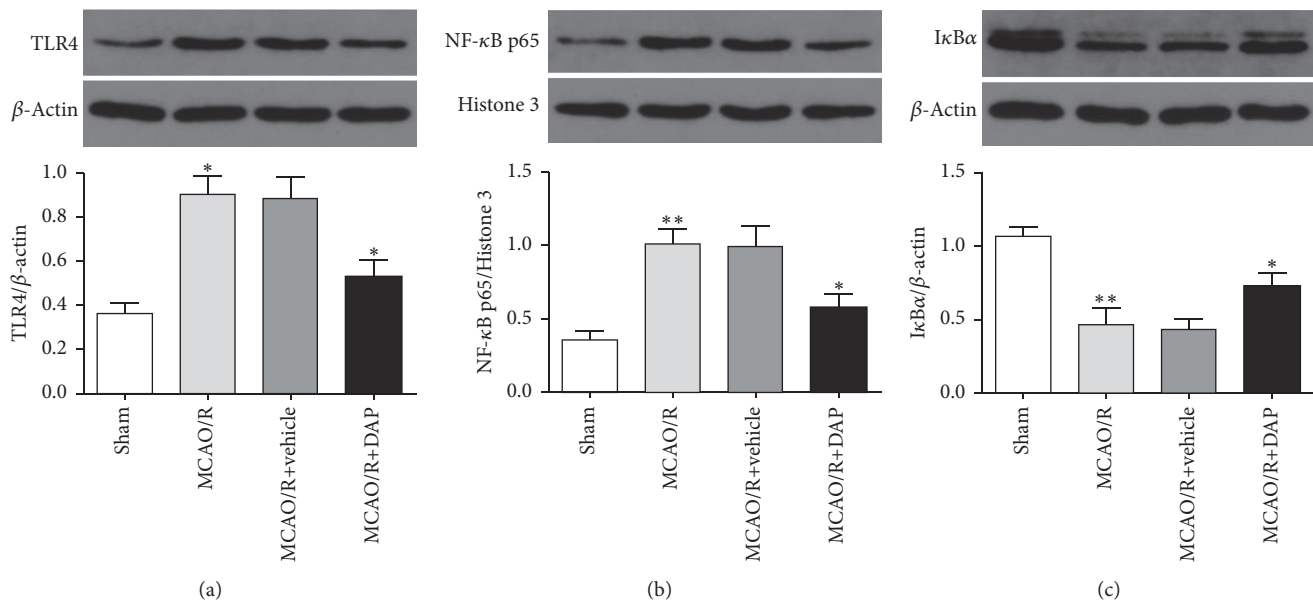 TLR4
β-Actin
TLR4/β-actin
1.0
0.8
0.6
0.4
0.2
0.0
*
*
Sham
MCAO/R
MCAO/R+vehicle
MCAO/R+DAP
(a)
NF-κB p65
Histone 3
NF-κB p65/Histone 3
1.5
1.0
0.5
0.0
**
*
Sham
MCAO/R
MCAO/R+vehicle
MCAO/R+DAP
(b)
IκBα
β-Actin
IκBα/β-actin
1.5
1.0
0.5
0.0
**
*
Sham
MCAO/R
MCAO/R+vehicle
MCAO/R+DAP
(c)